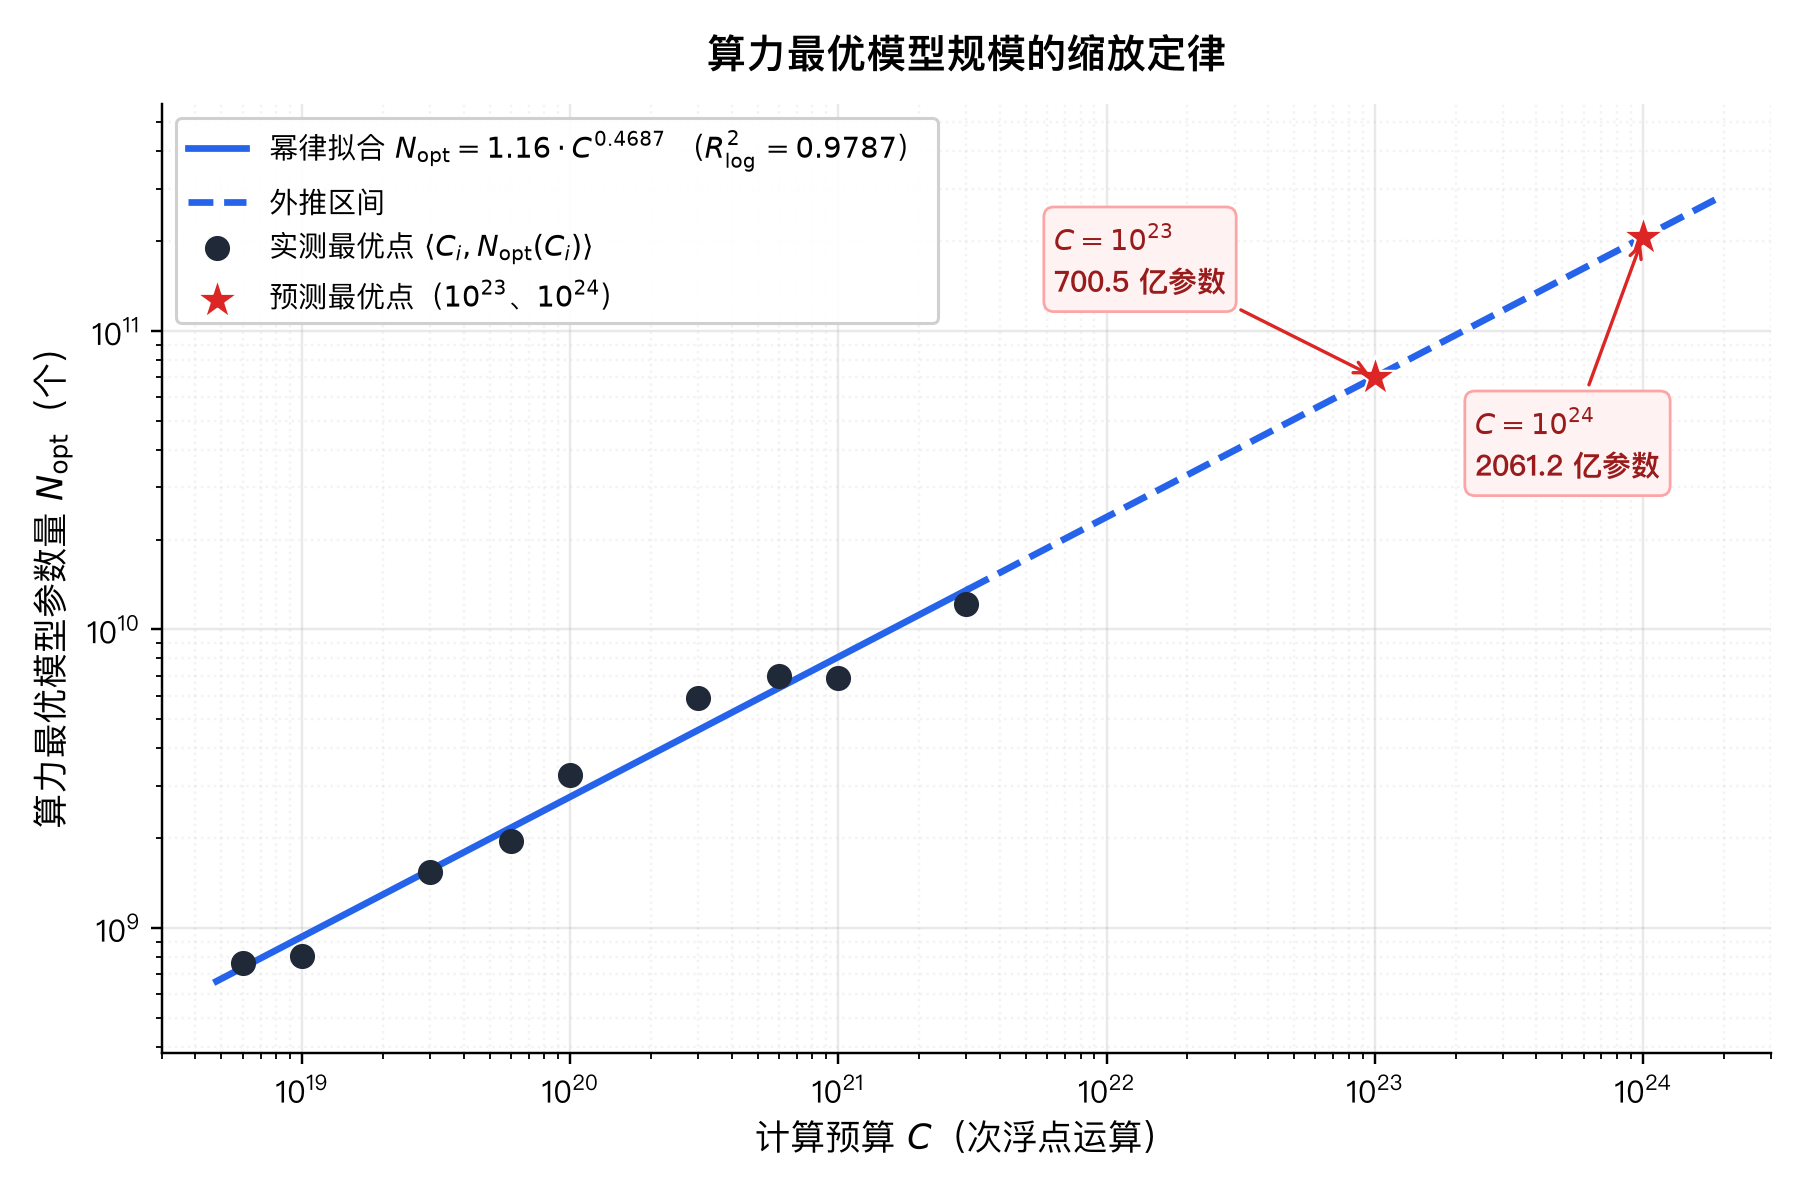 算力最优模型规模的缩放定律
幂律拟合 N_opt = 1.16 · C^0.4687 （R²_log = 0.9787）
外推区间
实测最优点 ⟨C_i, N_opt(C_i)⟩
预测最优点（10^23、10^24）
C = 10^23
700.5 亿参数
C = 10^24
2061.2 亿参数
算力最优模型参数量 N_opt （个）
10^11
10^10
10^9
10^19 10^20 10^21 10^22 10^23 10^24
计算预算 C（次浮点运算）